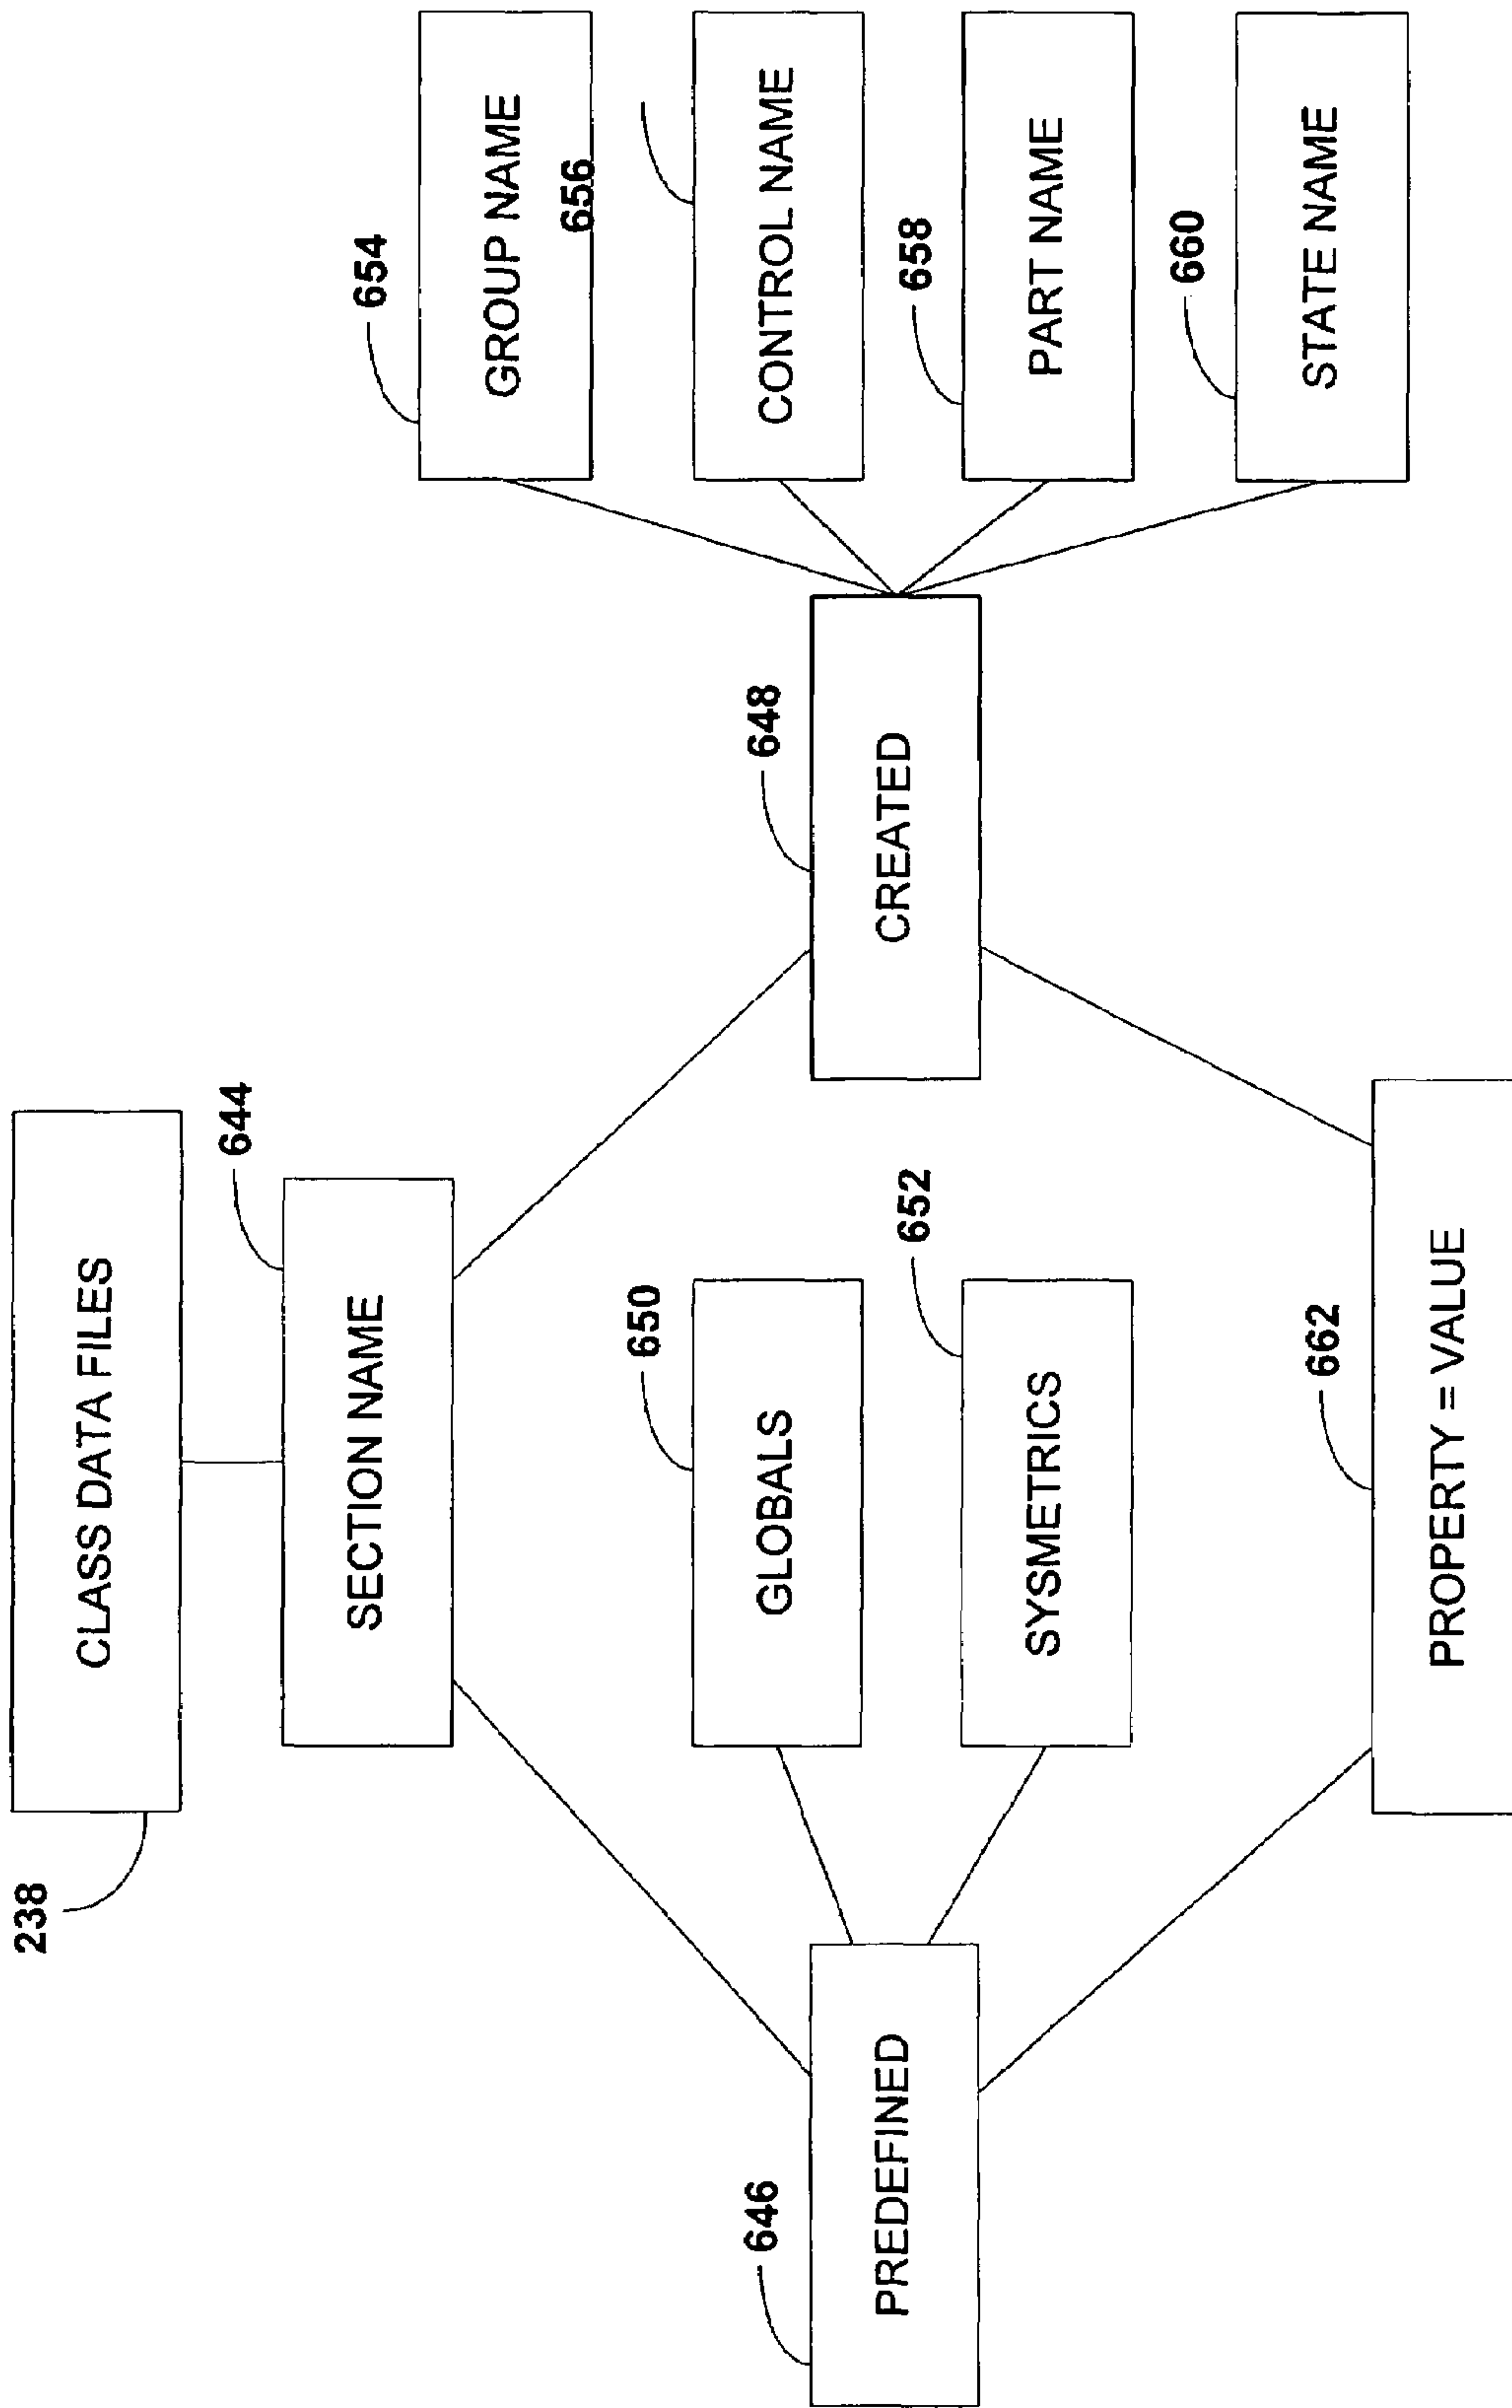 238
CLASS DATA FILES
644
SECTION NAME
654
GROUP NAME
656
650
GLOBALS
646
PREDEFINED
648
CREATED
CONTROL NAME
652
SYSMETRICS
658
PART NAME
660
STATE NAME
662
PROPERTY = VALUE